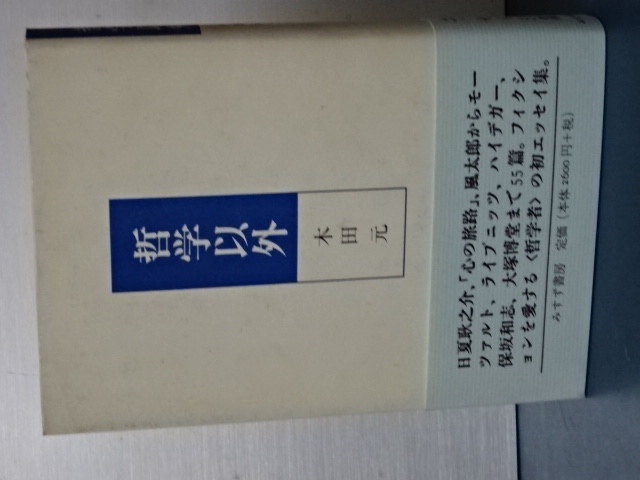 哲学以外
木田 元
日夏耿之介、「心の旅路」、風太郎からモー
ツァルト、ライプニッツ、ハイデガー、
保坂和志、大塚博堂まで55篇。フィクシ
ョンを愛する〈哲学者〉の初エッセイ集。
みすず書房 定価(本体2600円+税)